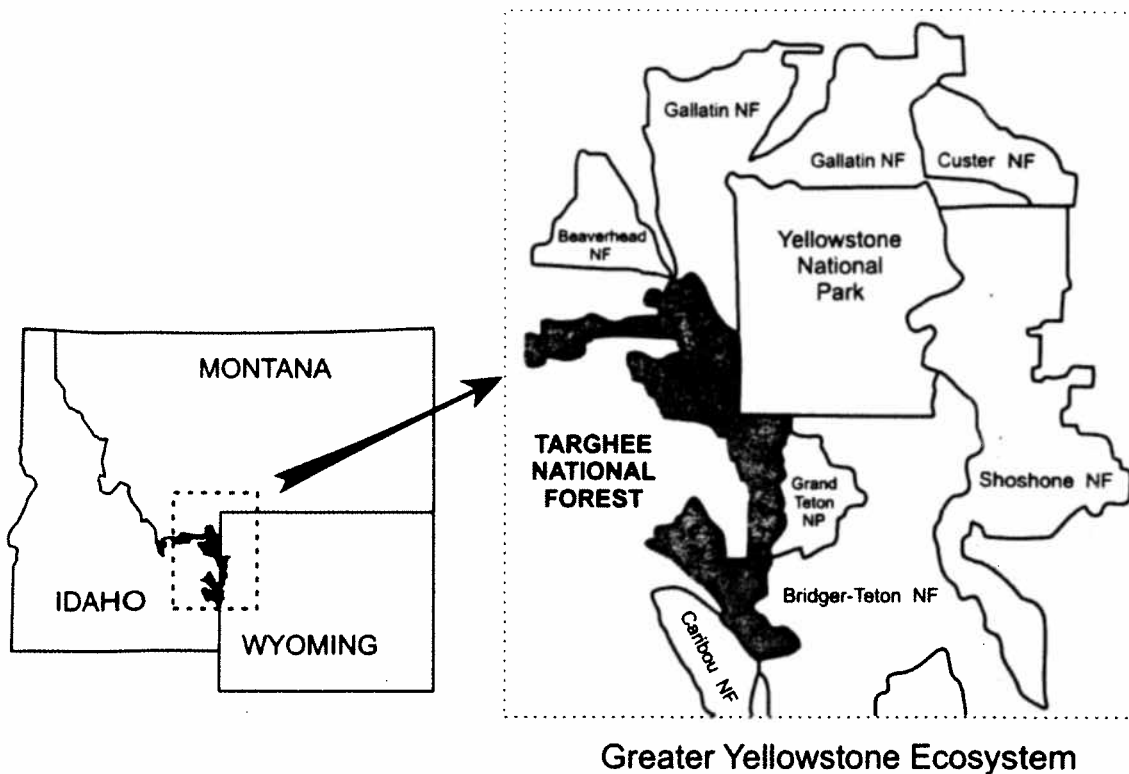 MONTANA
IDAHO
WYOMING
Gallatin NF
Gallatin NF
Custer NF
Beaverhead
NF
Yellowstone
National
Park
TARGHEE
NATIONAL
FOREST
Grand
Teton
NP
Shoshone NF
Bridger-Teton NF
Caribou NF
Greater Yellowstone Ecosystem